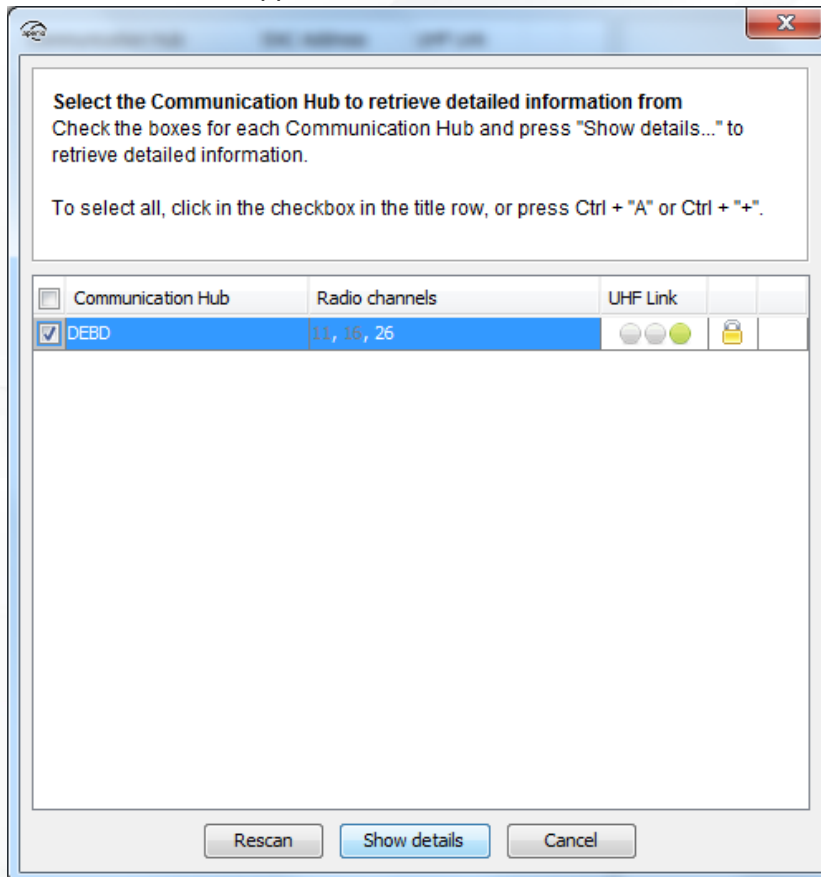 aperio
Select the Communication Hub to retrieve detailed information from
Check the boxes for each Communication Hub and press "Show details..." to
retrieve detailed information.
To select all, click in the checkbox in the title row, or press Ctrl + "A" or Ctrl + "+".
Communication Hub Radio channels UHF Link
DEBD 11, 16, 26
Rescan Show details Cancel